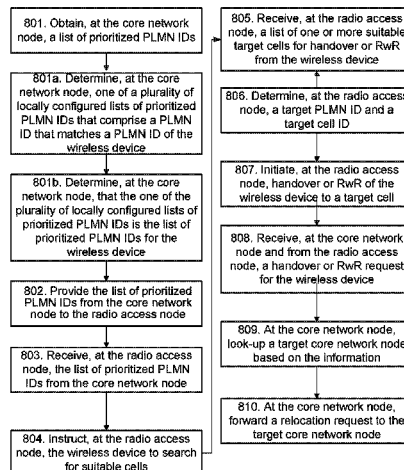 801. Obtain, at the core network
node, a list of prioritized PLMN IDs
801a. Determine, at the core
network node, one of a plurality of
locally configured lists of prioritized
PLMN IDs that comprise a PLMN
ID that matches a PLMN ID of the
wireless device
801b. Determine, at the core
network node, that the one of the
plurality of locally configured lists of
prioritized PLMN IDs is the list of
prioritized PLMN IDs for the
wireless device
802. Provide the list of prioritized
PLMN IDs from the core network
node to the radio access node
803. Receive, at the radio access
node, the list of prioritized PLMN
IDs from the core network node
804. Instruct, at the radio access
node, the wireless device to search
for suitable cells
805. Receive, at the radio access
node, a list of one or more suitable
target cells for handover or RwR
from the wireless device
806. Determine, at the radio access
node, a target PLMN ID and a
target cell ID
807. Initiate, at the radio access
node, handover or RwR of the
wireless device to a target cell
808. Receive, at the core network
node and from the radio access
node, a handover or RwR request
for the wireless device
809. At the core network node,
look-up a target core network node
based on the information
810. At the core network node,
forward a relocation request to the
target core network node